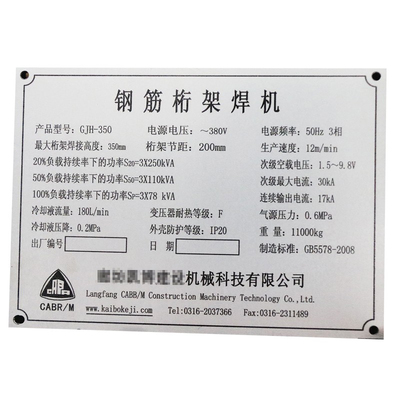 钢筋桁架焊机
产品型号: GJH-350 电源电压: ~380V 电源频率: 50Hz 3相
最大桁架焊接高度: 350mm 桁架节距: 200mm 生产速度: 12m/min
20%负载持续率下的功率S20=3X250kVA 次级空载电压: 1.5~9.8V
50%负载持续率下的功率S50=3X110kVA 次级最大电流: 30kA
100%负载持续率下的功率SP=3X78 kVA 连续输出电流: 17kA
冷却液流量: 180L/min 变压器耐热等级: F 气源压力: 0.6MPa
冷却液压降: 0.2MPa 外壳防护等级: IP20 重量: 11000kg
出厂编号 日期 制造标准: GB5578-2008
机械科技有限公司
Langfang CABR/M Construction Machinery Technology Co.,Ltd.
CABR/M www.kaibokeji.com Tel:0316-2037366 Fax:0316-2311489